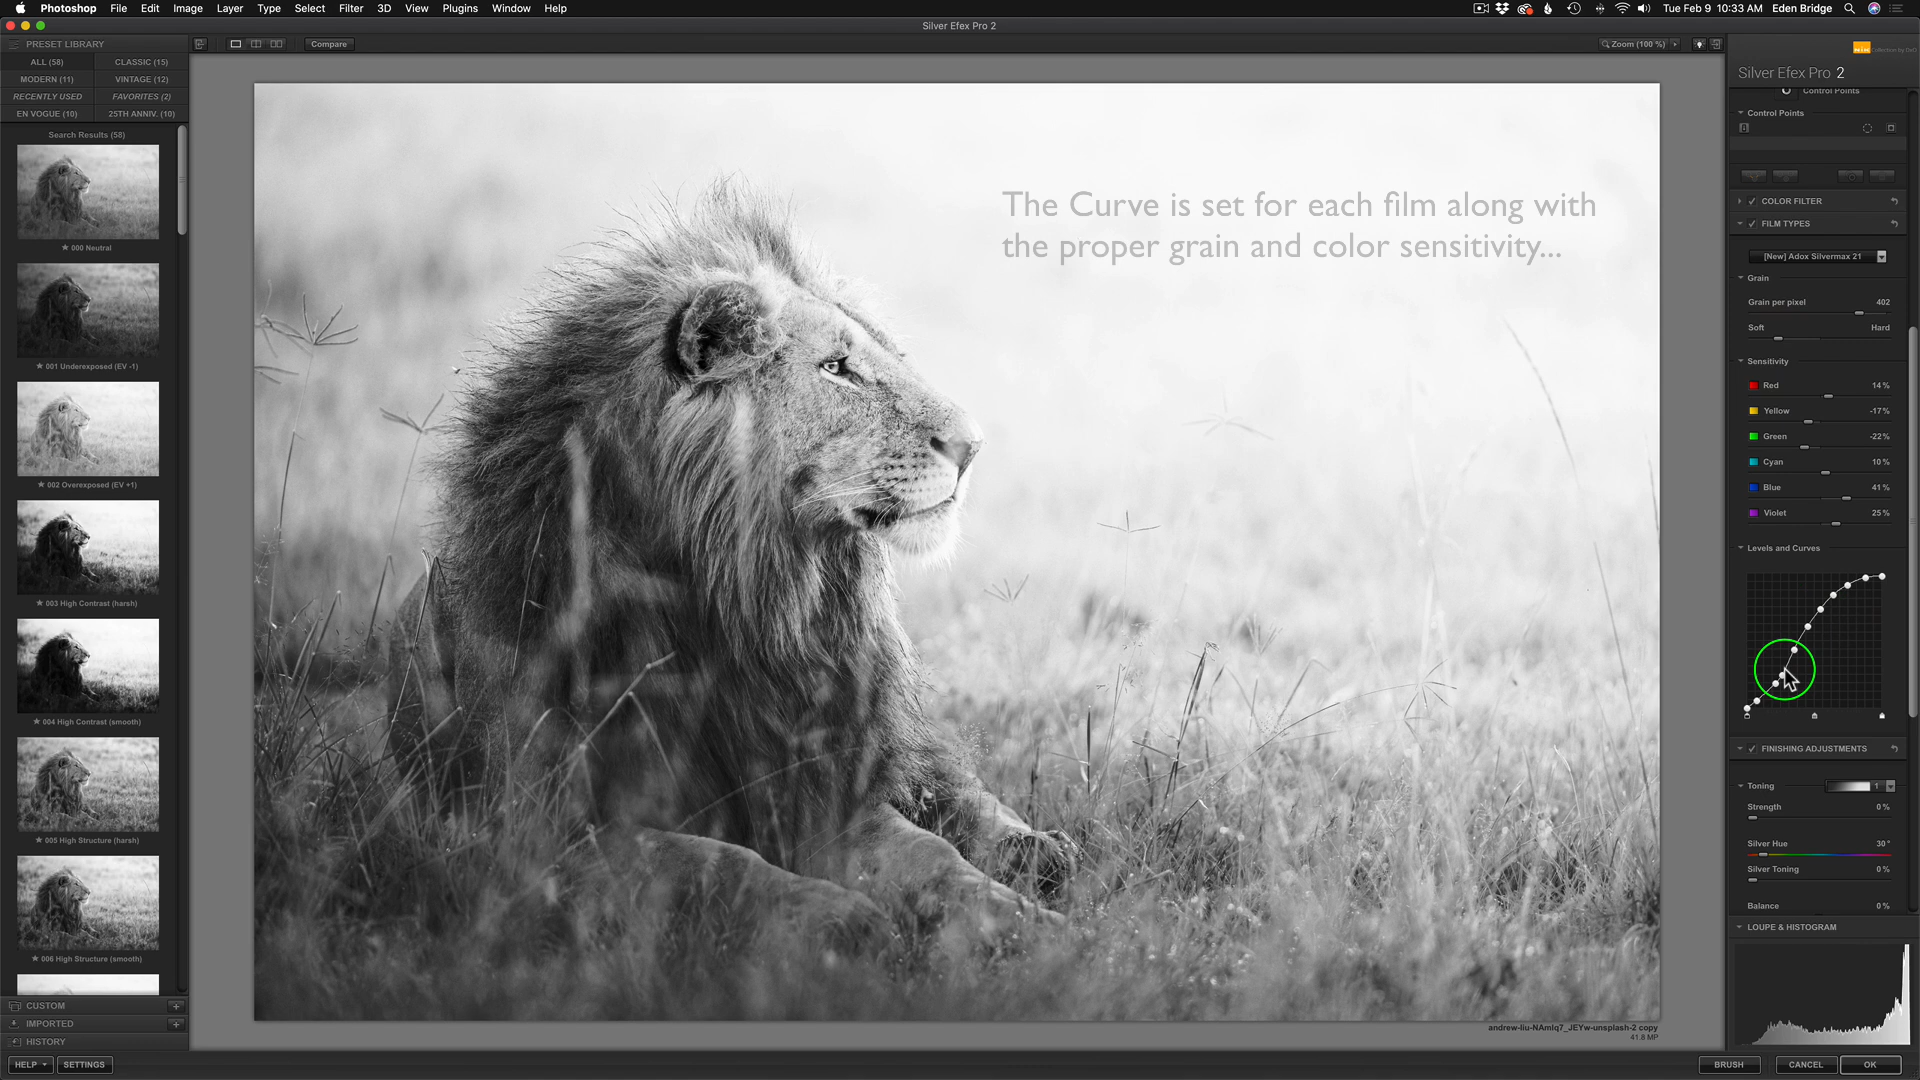 Photoshop File Edit Image Layer Type Select Filter 3D View Plugins Window Help
Tue Feb 9 10:33 AM Eden Bridge
Silver Efex Pro 2
PRESET LIBRARY
Compare
Zoom (100 %)
ALL (58) CLASSIC (15)
MODERN (11) VINTAGE (12)
RECENTLY USED FAVORITES (2)
EN VOGUE (10) 25TH ANNIV. (10)
Search Results (58)
000 Neutral
001 Underexposed (EV -1)
002 Overexposed (EV +1)
003 High Contrast (harsh)
004 High Contrast (smooth)
005 High Structure (harsh)
006 High Structure (smooth)
CUSTOM
IMPORTED
HISTORY
HELP SETTINGS
The Curve is set for each film along with
the proper grain and color sensitivity...
andrew-liu-NAmIq7_JEYw-unsplash-2 copy
41.8 MP
Collection by DxO
Silver Efex Pro 2
Control Points
Control Points
COLOR FILTER
FILM TYPES
[New] Adox Silvermax 21
Grain
Grain per pixel 402
Soft Hard
Sensitivity
Red 14 %
Yellow -17 %
Green -22 %
Cyan 10 %
Blue 41 %
Violet 25 %
Levels and Curves
FINISHING ADJUSTMENTS
Toning 1
Strength 0 %
Silver Hue 30 °
Silver Toning 0 %
Balance 0 %
LOUPE & HISTOGRAM
BRUSH CANCEL OK